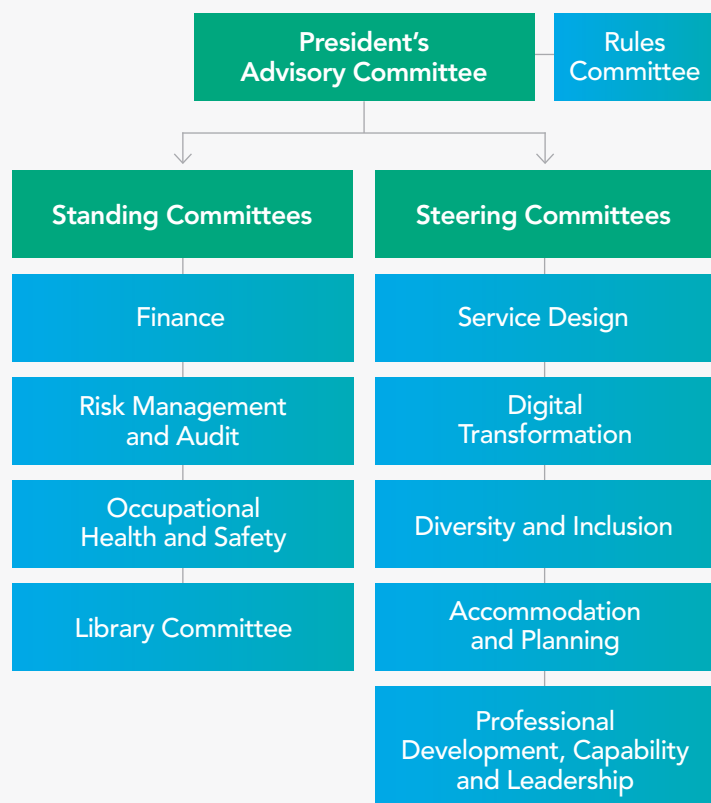 President’s
Advisory Committee
Rules
Committee
Standing Committees
Finance
Risk Management
and Audit
Occupational
Health and Safety
Library Committee
Steering Committees
Service Design
Digital
Transformation
Diversity and Inclusion
Accommodation
and Planning
Professional
Development, Capability
and Leadership